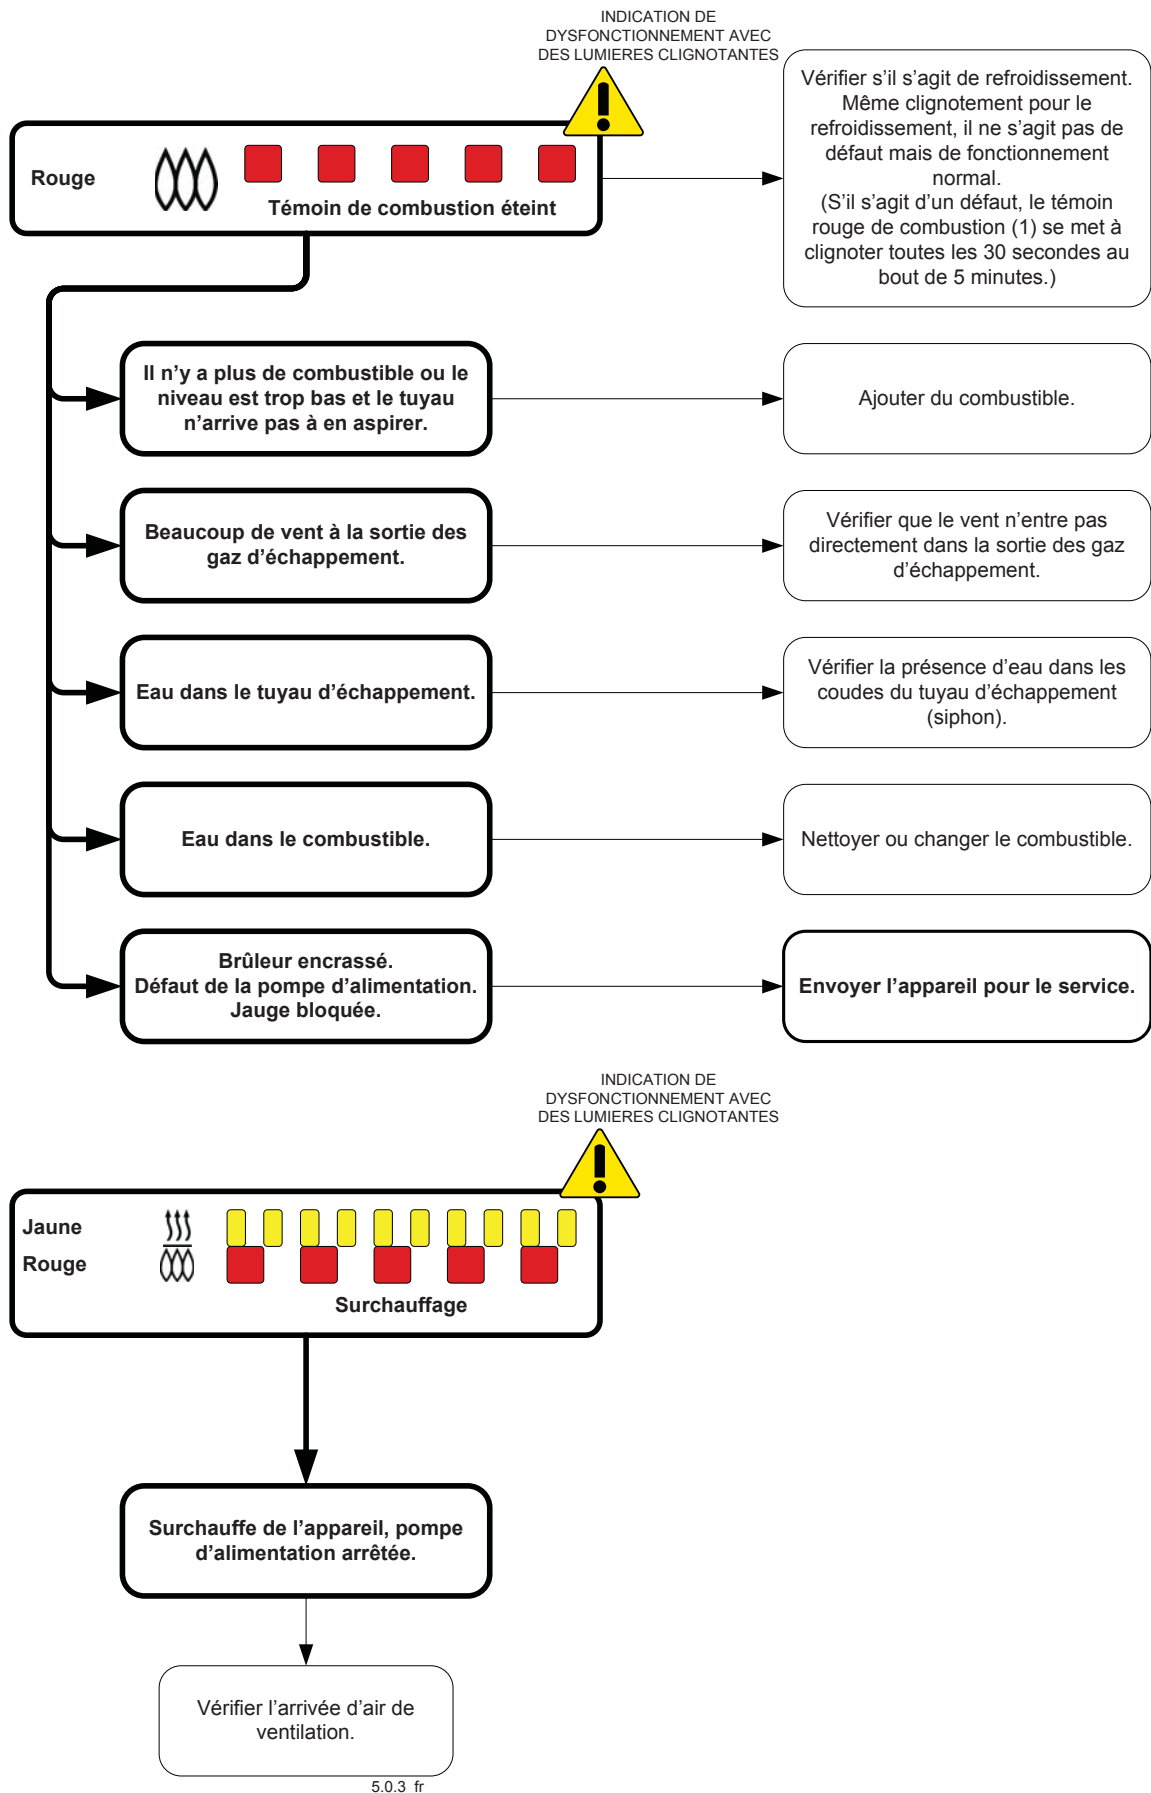 INDICATION DE
DYSFONCTIONNEMENT AVEC
DES LUMIERES CLIGNOTANTES
Rouge
Témoin de combustion éteint
Vérifier s’il s’agit de refroidissement.
Même clignotement pour le
refroidissement, il ne s’agit pas de
défaut mais de fonctionnement
normal.
(S’il s’agit d’un défaut, le témoin
rouge de combustion (1) se met à
clignoter toutes les 30 secondes au
bout de 5 minutes.)
Il n’y a plus de combustible ou le
niveau est trop bas et le tuyau
n’arrive pas à en aspirer.
Ajouter du combustible.
Beaucoup de vent à la sortie des
gaz d’échappement.
Vérifier que le vent n’entre pas
directement dans la sortie des gaz
d’échappement.
Eau dans le tuyau d’échappement.
Vérifier la présence d’eau dans les
coudes du tuyau d’échappement
(siphon).
Eau dans le combustible.
Nettoyer ou changer le combustible.
Brûleur encrassé.
Défaut de la pompe d’alimentation.
Jauge bloquée.
Envoyer l’appareil pour le service.
INDICATION DE
DYSFONCTIONNEMENT AVEC
DES LUMIERES CLIGNOTANTES
Jaune
Rouge
Surchauffage
Surchauffe de l’appareil, pompe
d’alimentation arrêtée.
Vérifier l’arrivée d’air de
ventilation.
5.0.3 fr